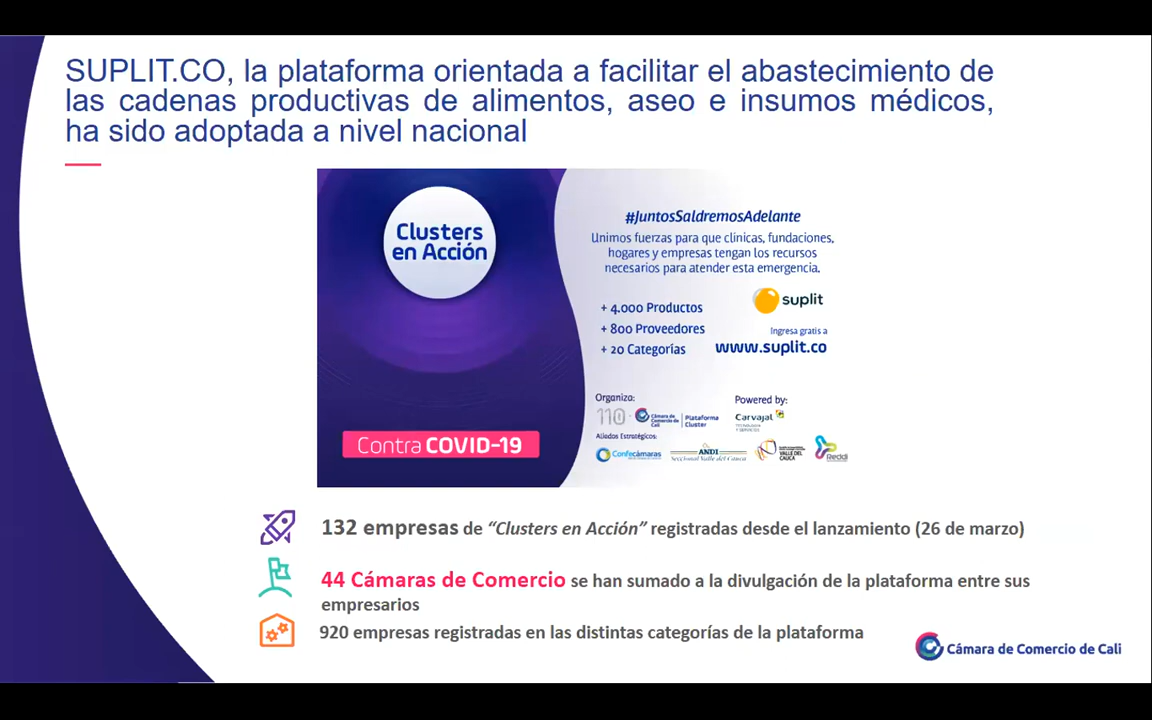 SUPLIT.CO, la plataforma orientada a facilitar el abastecimiento de
las cadenas productivas de alimentos, aseo e insumos médicos,
ha sido adoptada a nivel nacional
Clusters
en Acción
Contra COVID-19
#JuntosSaldremosAdelante
Unimos fuerzas para que clínicas, fundaciones,
hogares y empresas tengan los recursos
necesarios para atender esta emergencia.
+ 4.000 Productos
+ 800 Proveedores
+ 20 Categorías
suplit
Ingresa gratis a
www.suplit.co
Organiza:
110
Cámara de
Comercio de
Cali
Plataforma
Cluster
Powered by:
Carvajal
Aliados Estratégicos:
Confecámaras
ANDI
Seccional Valle del Cauca
VALLE DEL
CAUCA
Reddi
132 empresas de “Clusters en Acción” registradas desde el lanzamiento (26 de marzo)
44 Cámaras de Comercio se han sumado a la divulgación de la plataforma entre sus
empresarios
920 empresas registradas en las distintas categorías de la plataforma
Cámara de Comercio de Cali